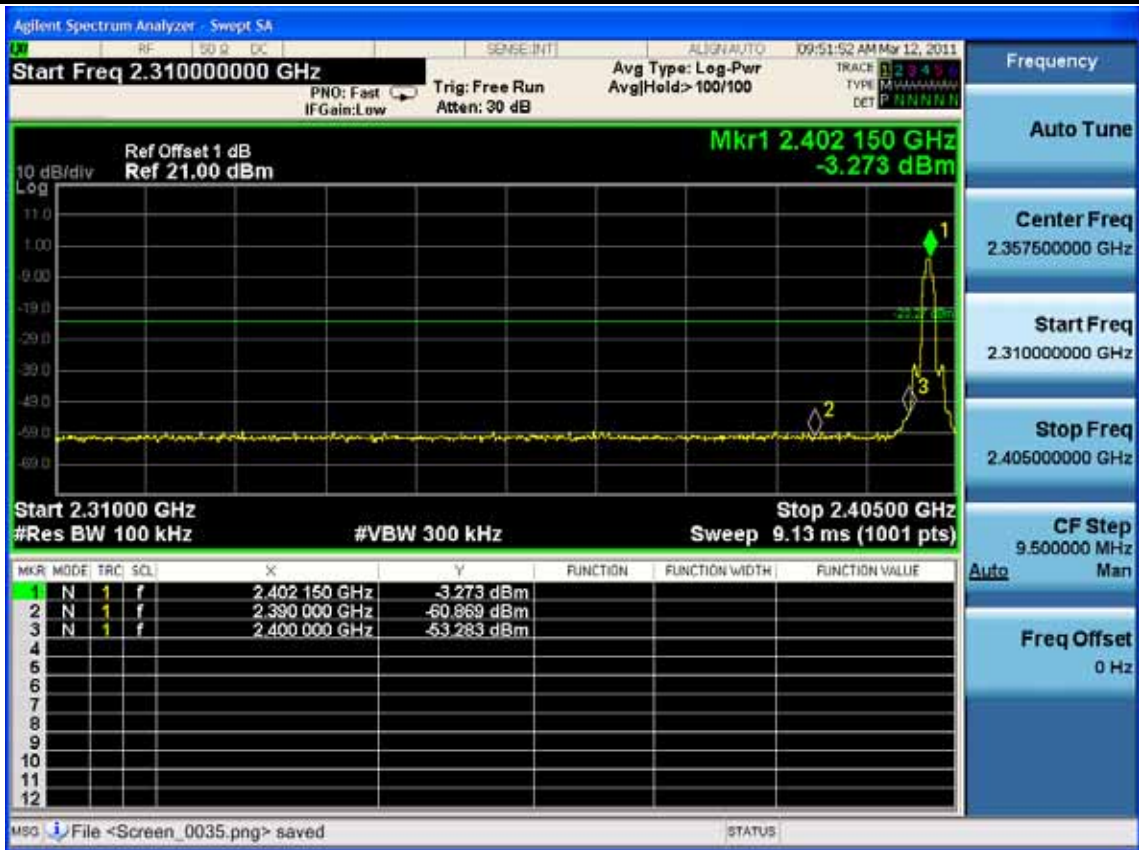 Agilent Spectrum Analyzer - Swept SA
LXI RF 50 Ω DC SENSE:INT ALIGNAUTO 09:51:52 AM Mar 12, 2011
Start Freq 2.310000000 GHz
PNO: Fast
IFGain:Low
Trig: Free Run
Atten: 30 dB
Avg Type: Log-Pwr
Avg|Hold:> 100/100
TRACE 1 2 3 4 5 6
TYPE M
DET P N N N N N
Mkr1 2.402 150 GHz
-3.273 dBm
Ref Offset 1 dB
10 dB/div Ref 21.00 dBm
Log
11.0
1.00
-9.00
-19.0
-29.0
-39.0
-49.0
-59.0
-69.0
-23.27 dBm
1
2
3
Start 2.31000 GHz Stop 2.40500 GHz
#Res BW 100 kHz #VBW 300 kHz Sweep 9.13 ms (1001 pts)
MKR MODE TRC SCL X Y FUNCTION FUNCTION WIDTH FUNCTION VALUE
1 N 1 f 2.402 150 GHz -3.273 dBm
2 N 1 f 2.390 000 GHz -60.869 dBm
3 N 1 f 2.400 000 GHz -53.283 dBm
4
5
6
7
8
9
10
11
12
MSG File <Screen_0035.png> saved STATUS
Frequency
Auto Tune
Center Freq
2.357500000 GHz
Start Freq
2.310000000 GHz
Stop Freq
2.405000000 GHz
CF Step
9.500000 MHz
Auto Man
Freq Offset
0 Hz